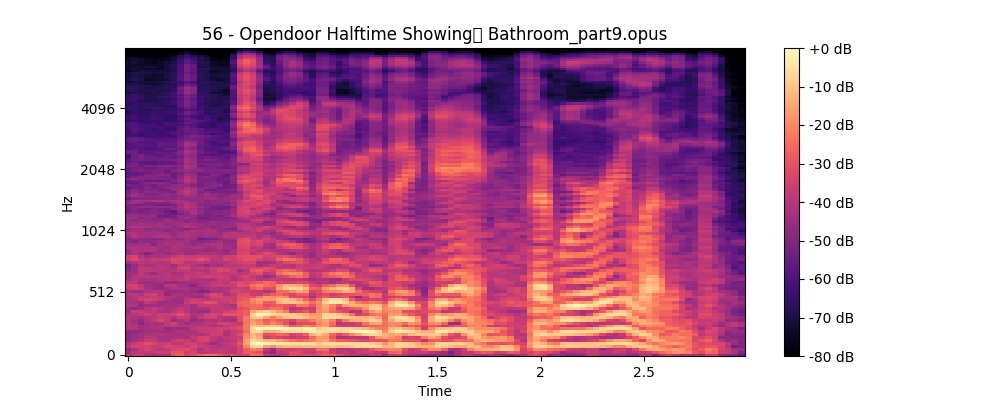 56 - Opendoor Halftime Showing Bathroom_part9.opus
+0 dB
-10 dB
-20 dB
-30 dB
-40 dB
-50 dB
-60 dB
-70 dB
-80 dB
4096
2048
1024
512
0
Hz
0
0.5
1
1.5
2
2.5
Time